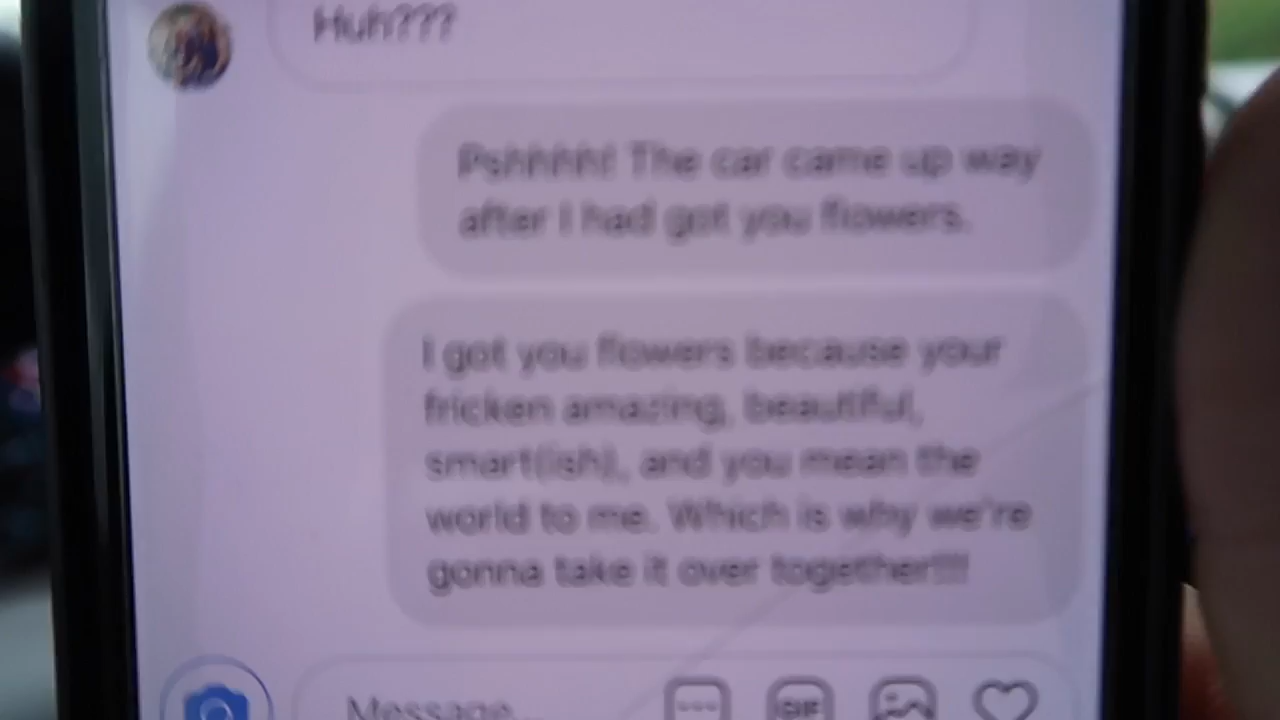 Huh???
Pshhhh! The car came up way
after I had got you flowers.
I got you flowers because your
fricken amazing, beautiful,
smart(ish), and you mean the
world to me. Which is why we're
gonna take it over together!!!!
Message...
GIF